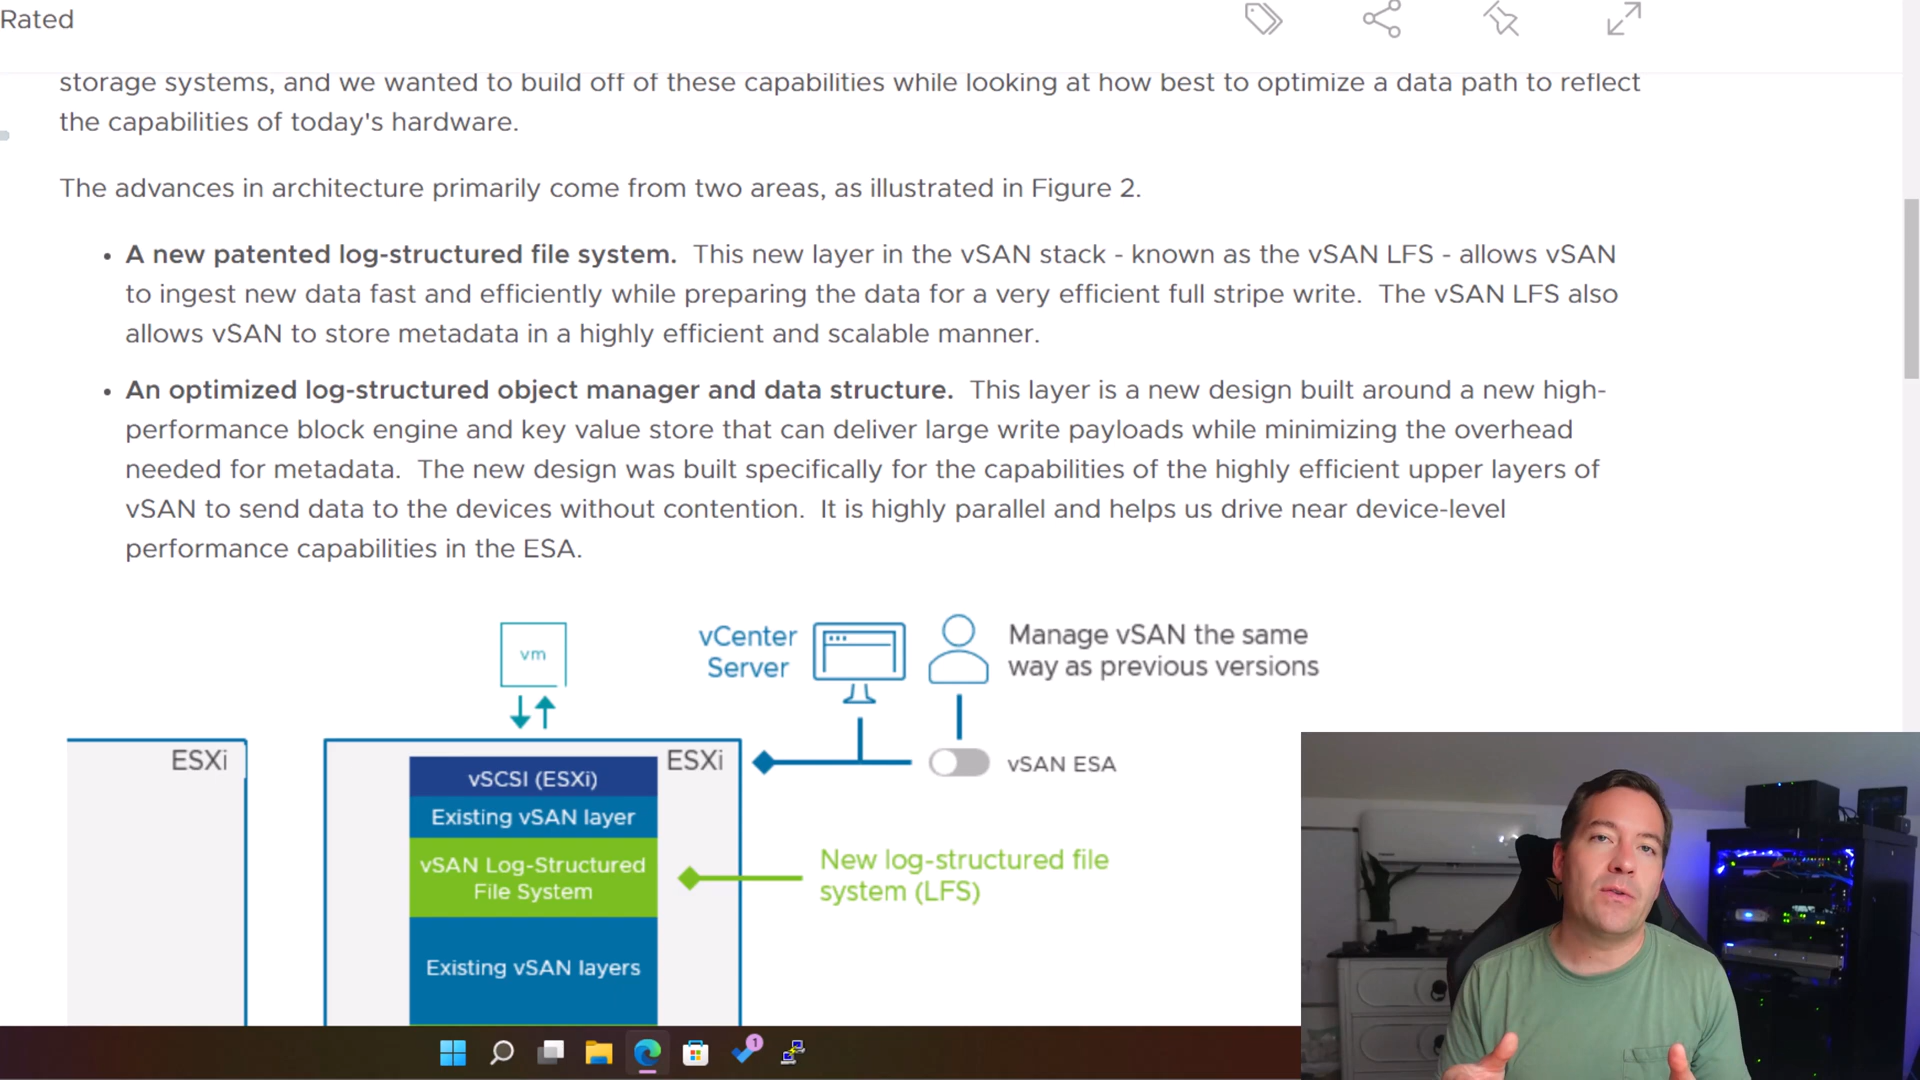 Rated
storage systems, and we wanted to build off of these capabilities while looking at how best to optimize a data path to reflect
the capabilities of today's hardware.
The advances in architecture primarily come from two areas, as illustrated in Figure 2.
• A new patented log-structured file system. This new layer in the vSAN stack - known as the vSAN LFS - allows vSAN
to ingest new data fast and efficiently while preparing the data for a very efficient full stripe write. The vSAN LFS also
allows vSAN to store metadata in a highly efficient and scalable manner.
• An optimized log-structured object manager and data structure. This layer is a new design built around a new high-
performance block engine and key value store that can deliver large write payloads while minimizing the overhead
needed for metadata. The new design was built specifically for the capabilities of the highly efficient upper layers of
vSAN to send data to the devices without contention. It is highly parallel and helps us drive near device-level
performance capabilities in the ESA.
vm
vCenter
Server
Manage vSAN the same
way as previous versions
ESXi
ESXi
vSAN ESA
vSCSI (ESXi)
Existing vSAN layer
vSAN Log-Structured
File System
New log-structured file
system (LFS)
Existing vSAN layers
1